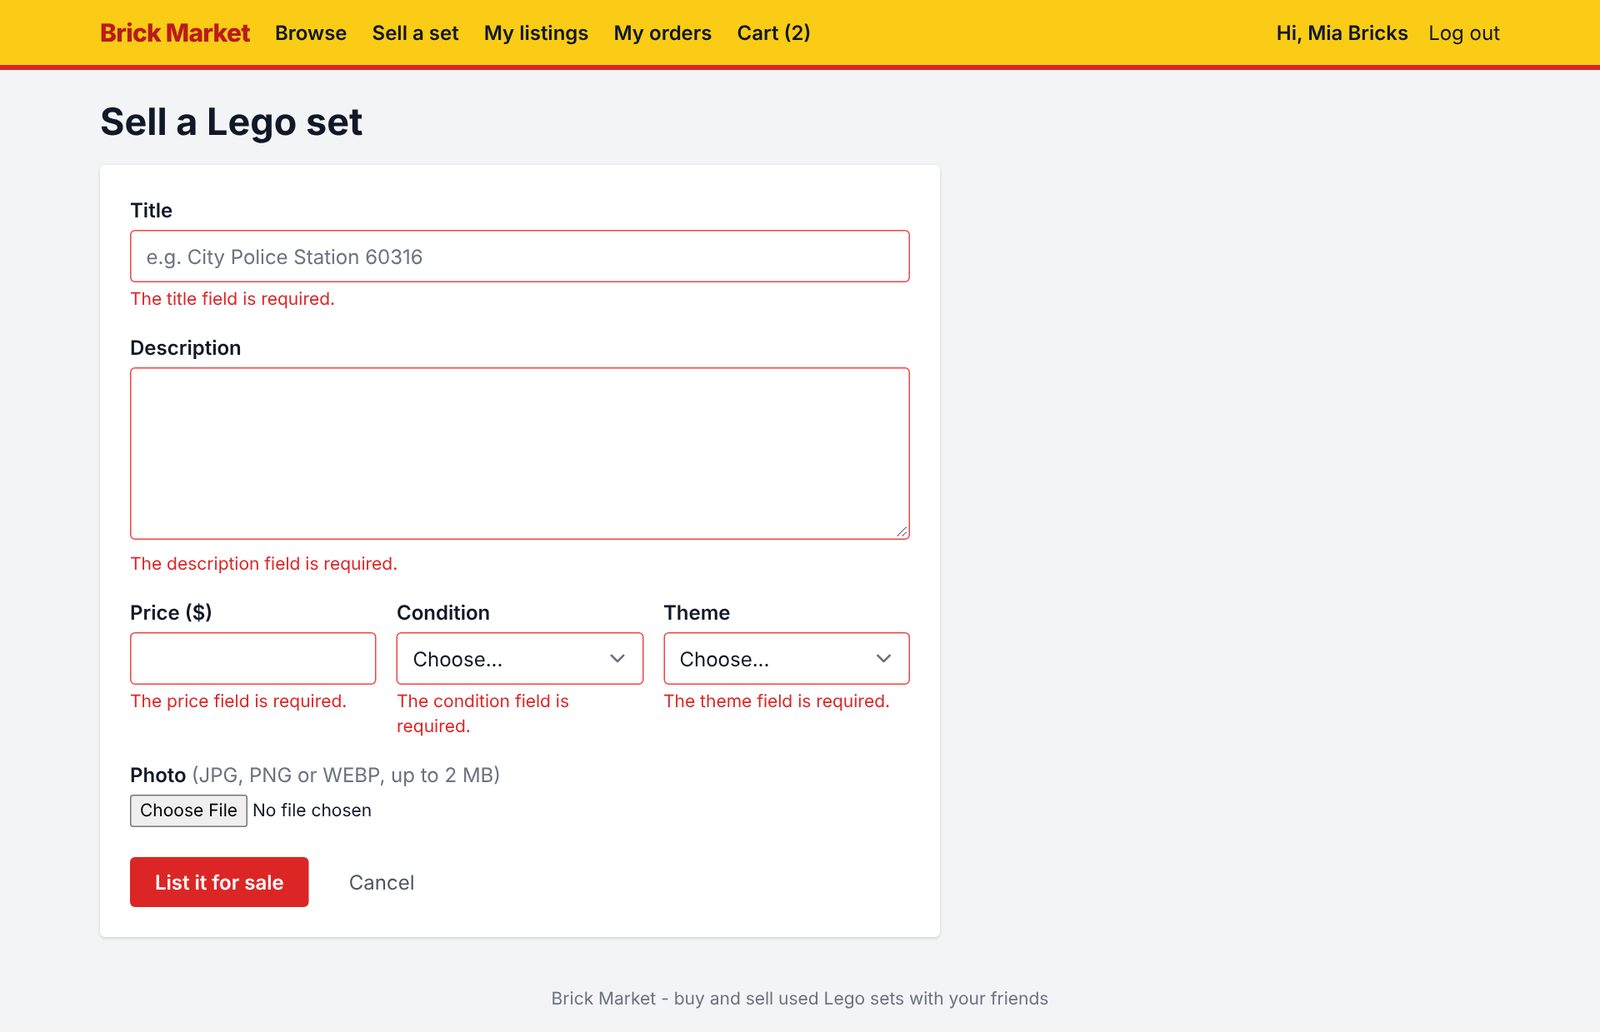 Brick Market Browse Sell a set My listings My orders Cart (2) Hi, Mia Bricks Log out
Sell a Lego set
Title
e.g. City Police Station 60316
The title field is required.
Description
The description field is required.
Price ($) Condition Theme
Choose... Choose...
The price field is required. The condition field is required. The theme field is required.
Photo (JPG, PNG or WEBP, up to 2 MB)
Choose File No file chosen
List it for sale Cancel
Brick Market - buy and sell used Lego sets with your friends